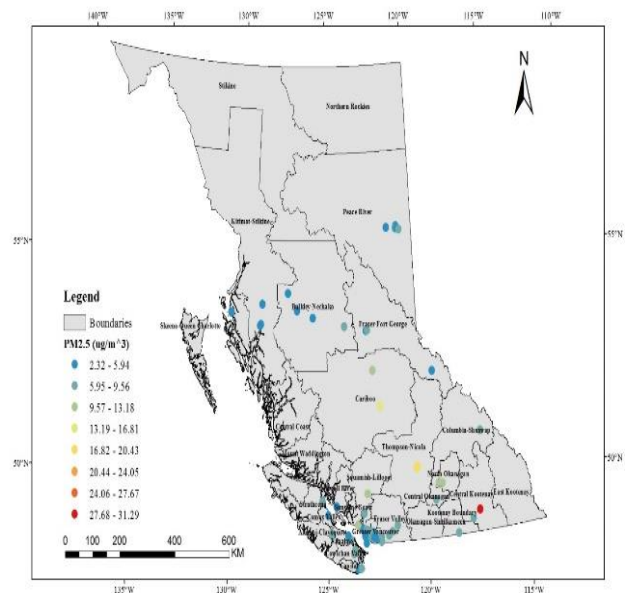 140°W 135°W 130°W 125°W 120°W 115°W 110°W
N
Stikine
Northern Rockies
Peace River
Kitimat-Stikine
55°N 55°N
Legend
Boundaries
PM2.5 (ug/m^3)
2.32 - 5.94
5.95 - 9.56
9.57 - 13.18
13.19 - 16.81
16.82 - 20.43
20.44 - 24.05
24.06 - 27.67
27.68 - 31.29
Bulkley-Nechako
Skeena-Queen Charlotte
Fraser Fort George
Cariboo
Central Coast
Columbia-Shuswap
Thompson-Nicola
50°N 50°N
Mount Waddington
Squamish-Lillooet
North Okanagan
Central Okanagan
Central Kootenay
East Kootenay
Kootenay Boundary
Fraser Valley
Okanagan-Similkameen
Greater Vancouver
Cowichan Valley
0 100 200 400 600
KM
135°W 130°W 125°W 120°W 115°W